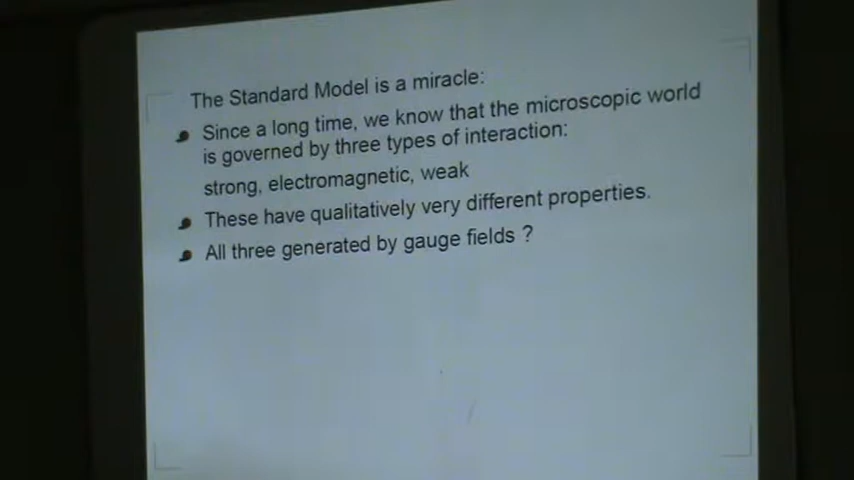 The Standard Model is a miracle:
Since a long time, we know that the microscopic world
is governed by three types of interaction:
strong, electromagnetic, weak
These have qualitatively very different properties.
All three generated by gauge fields ?